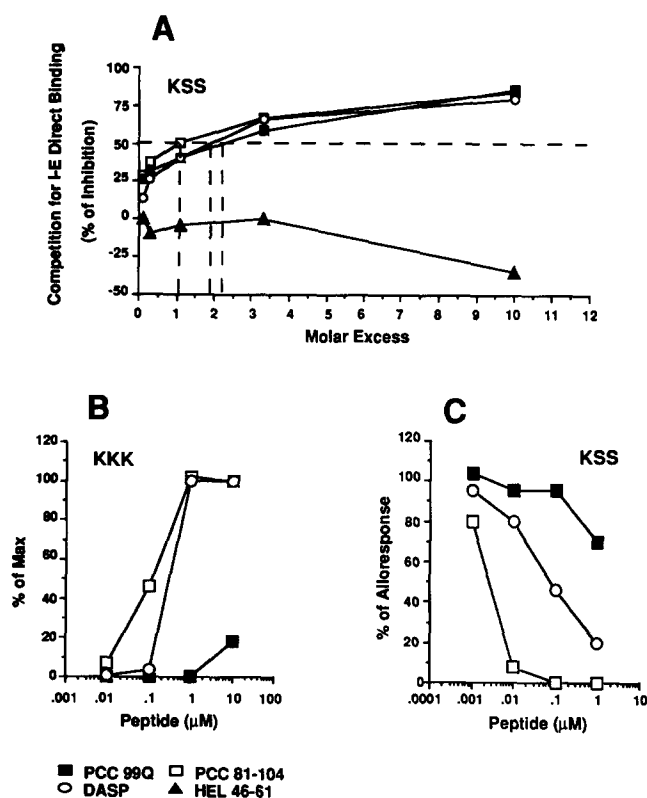 A
KSS
Competition for I-E Direct Binding
(% of Inhibition)
100
75
50
25
0
-25
-50
0 1 2 3 4 5 6 7 8 9 10 11 12
Molar Excess
B
KKK
% of Max
120
100
80
60
40
20
0
.001 .01 .1 1 10 100
Peptide (µM)
C
KSS
% of Alloresponse
120
100
80
60
40
20
0
.0001 .001 .01 .1 1 10
Peptide (µM)
PCC 99Q PCC 81-104
DASP HEL 46-61